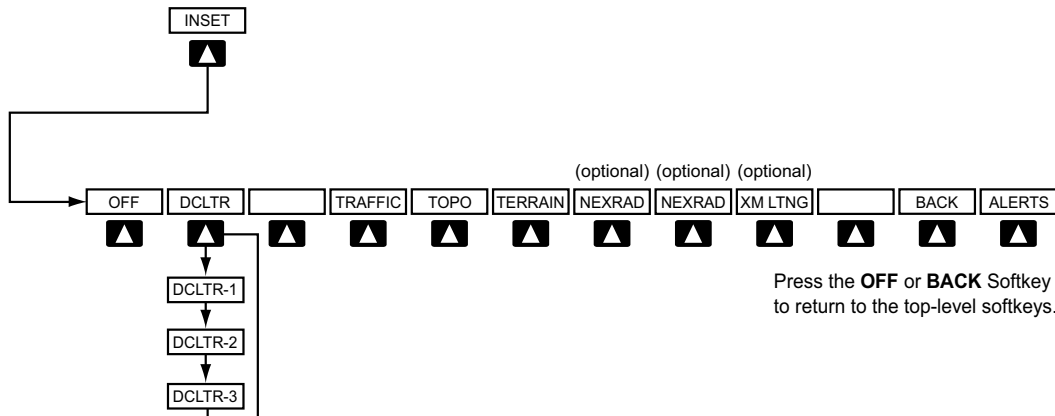 INSET
(optional) (optional) (optional)
OFF DCLTR TRAFFIC TOPO TERRAIN NEXRAD NEXRAD XM LTNG BACK ALERTS
Press the OFF or BACK Softkey
to return to the top-level softkeys.
DCLTR-1
DCLTR-2
DCLTR-3